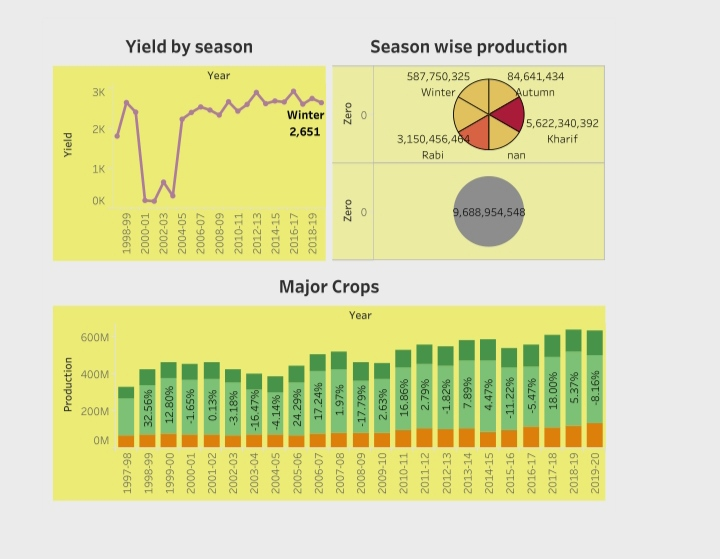 Yield by season
Season wise production
Year
Yield
3K
2K
1K
0K
Winter
2,651
1998-99
2000-01
2002-03
2004-05
2006-07
2008-09
2010-11
2012-13
2014-15
2016-17
2018-19
Zero
0
587,750,325
Winter
84,641,434
Autumn
5,622,340,392
Kharif
3,150,456,464
Rabi
nan
Zero
0
9,688,954,548
Major Crops
Year
Production
600M
400M
200M
0M
32.56%
12.80%
-1.65%
0.13%
-3.18%
-16.47%
-4.14%
24.29%
17.24%
1.97%
-17.79%
2.63%
16.86%
2.79%
-1.82%
7.89%
4.47%
-11.22%
-5.47%
18.00%
5.37%
-8.16%
1997-98
1998-99
1999-00
2000-01
2001-02
2002-03
2003-04
2004-05
2005-06
2006-07
2007-08
2008-09
2009-10
2010-11
2011-12
2012-13
2013-14
2014-15
2015-16
2016-17
2017-18
2018-19
2019-20